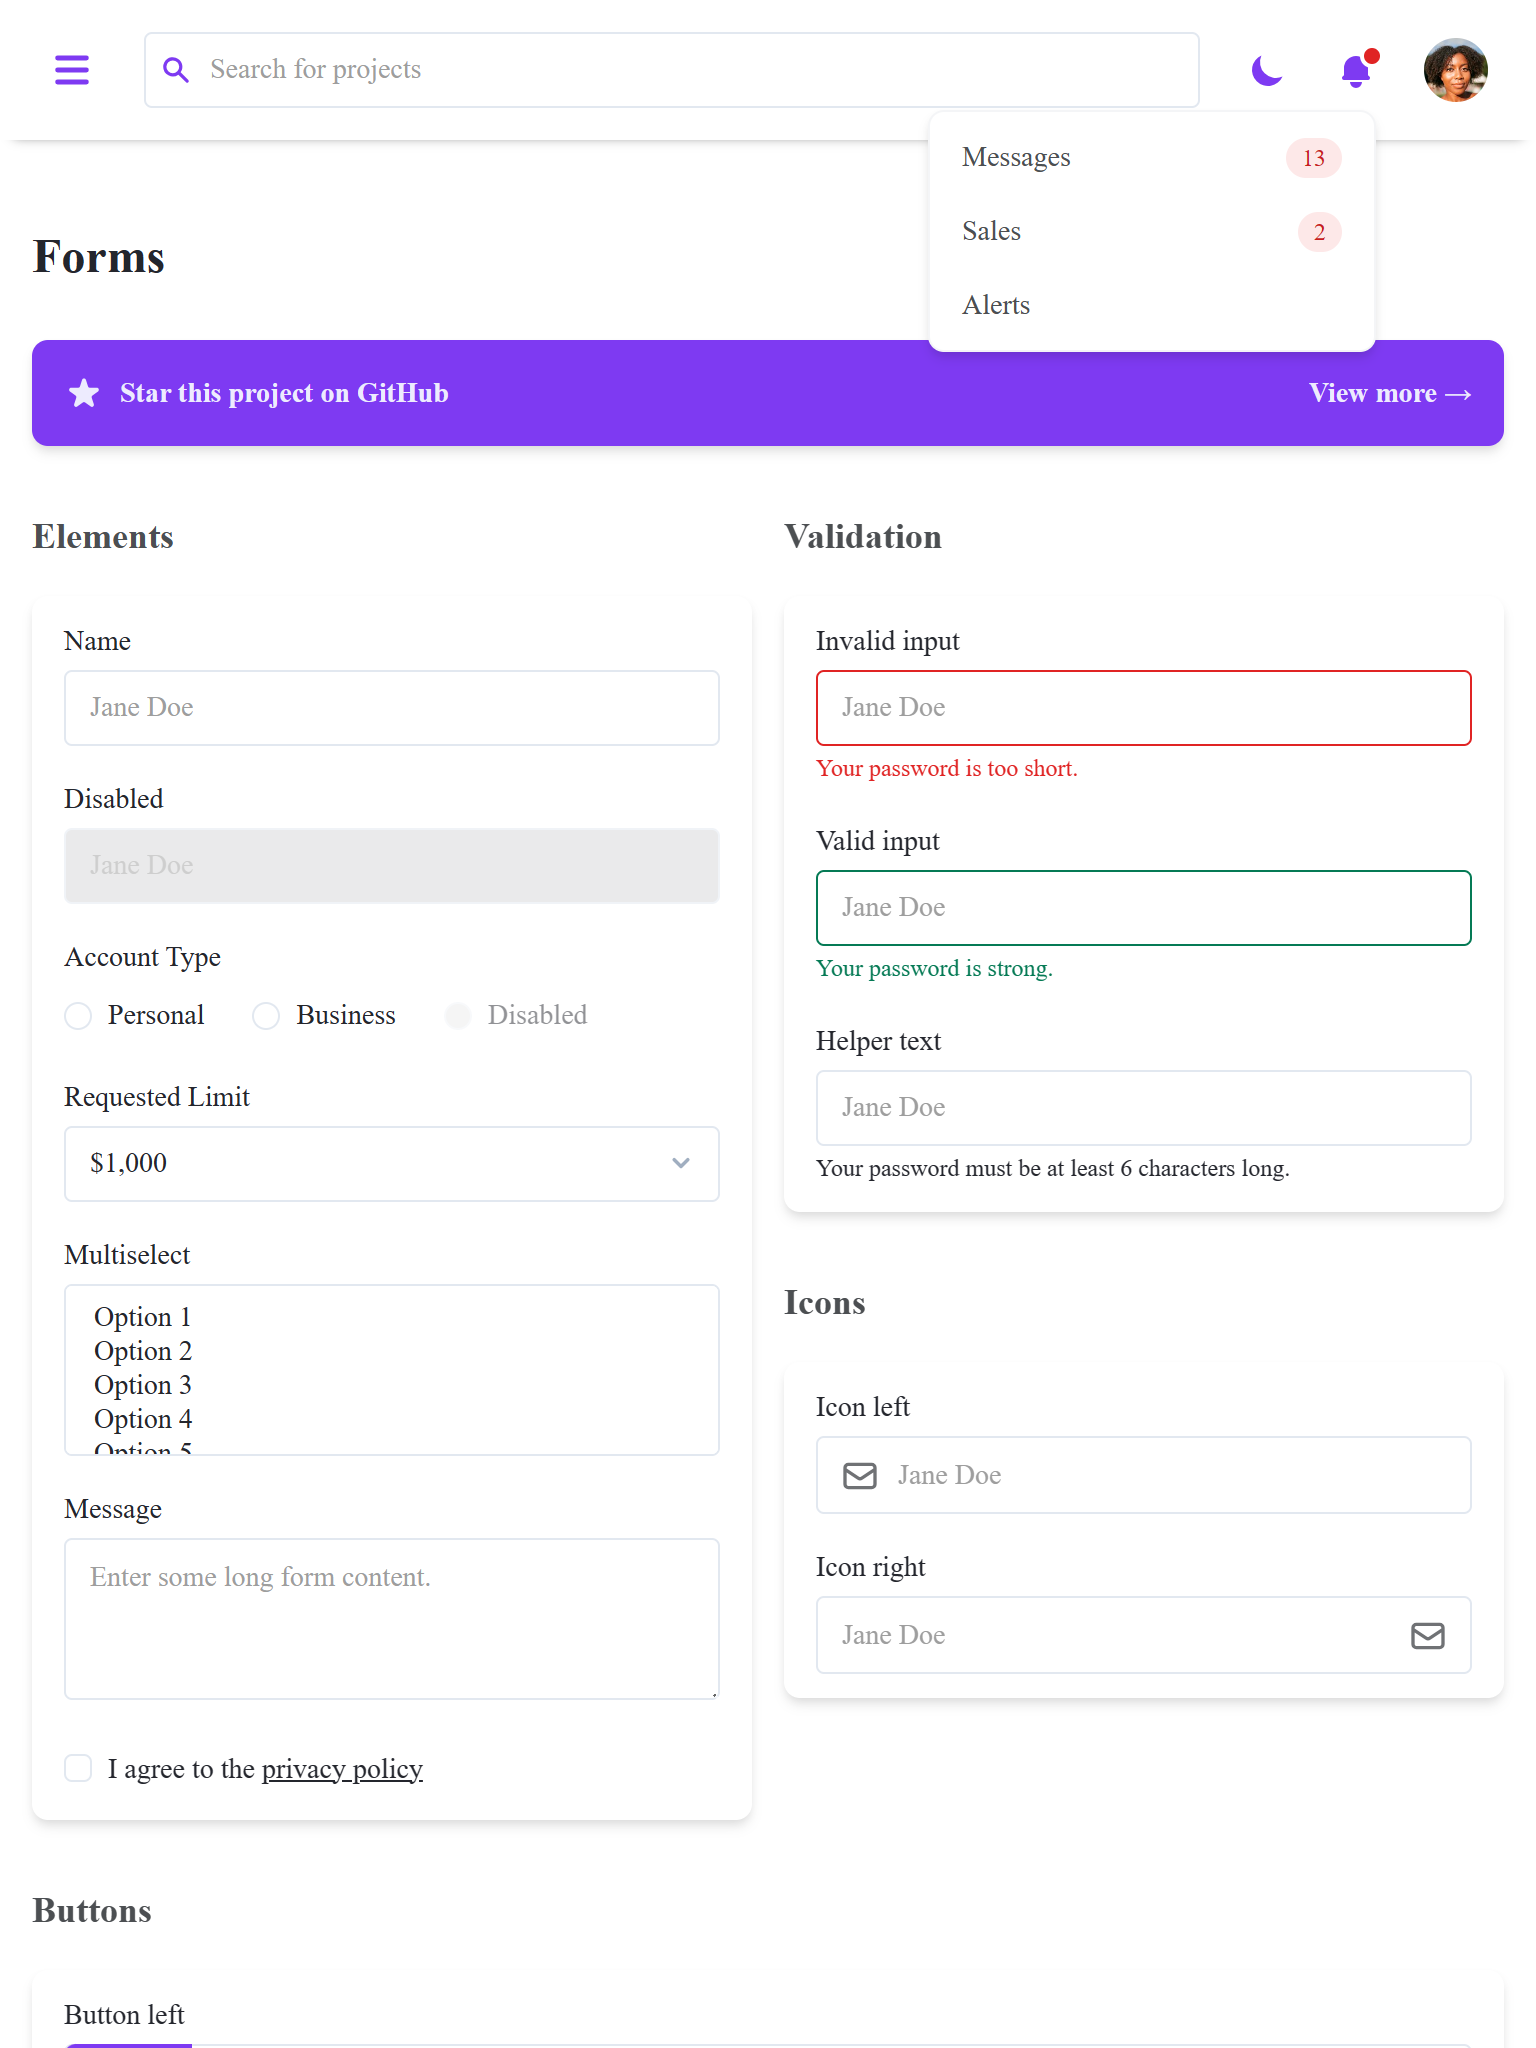 Search for projects
Messages 13
Sales 2
Alerts
Forms
Star this project on GitHub
View more →
Elements
Name
Jane Doe
Disabled
Jane Doe
Account Type
Personal Business Disabled
Requested Limit
$1,000
Multiselect
Option 1
Option 2
Option 3
Option 4
Option 5
Message
Enter some long form content.
I agree to the privacy policy
Validation
Invalid input
Jane Doe
Your password is too short.
Valid input
Jane Doe
Your password is strong.
Helper text
Jane Doe
Your password must be at least 6 characters long.
Icons
Icon left
Jane Doe
Icon right
Jane Doe
Buttons
Button left